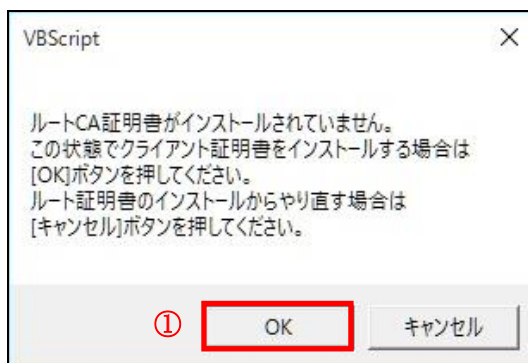 VBScript
ルートCA証明書がインストールされていません。
この状態でクライアント証明書をインストールする場合は
[OK]ボタンを押してください。
ルート証明書のインストールからやり直す場合は
[キャンセル]ボタンを押してください。
① OK キャンセル